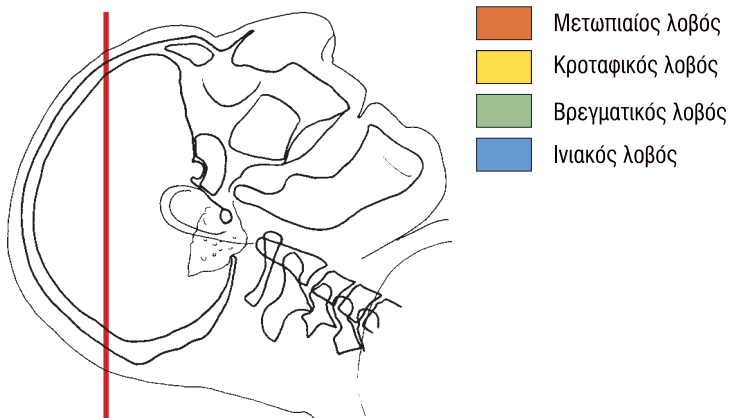 Μετωπιαίος λοβός
Κροταφικός λοβός
Βρεγματικός λοβός
Ινιακός λοβός